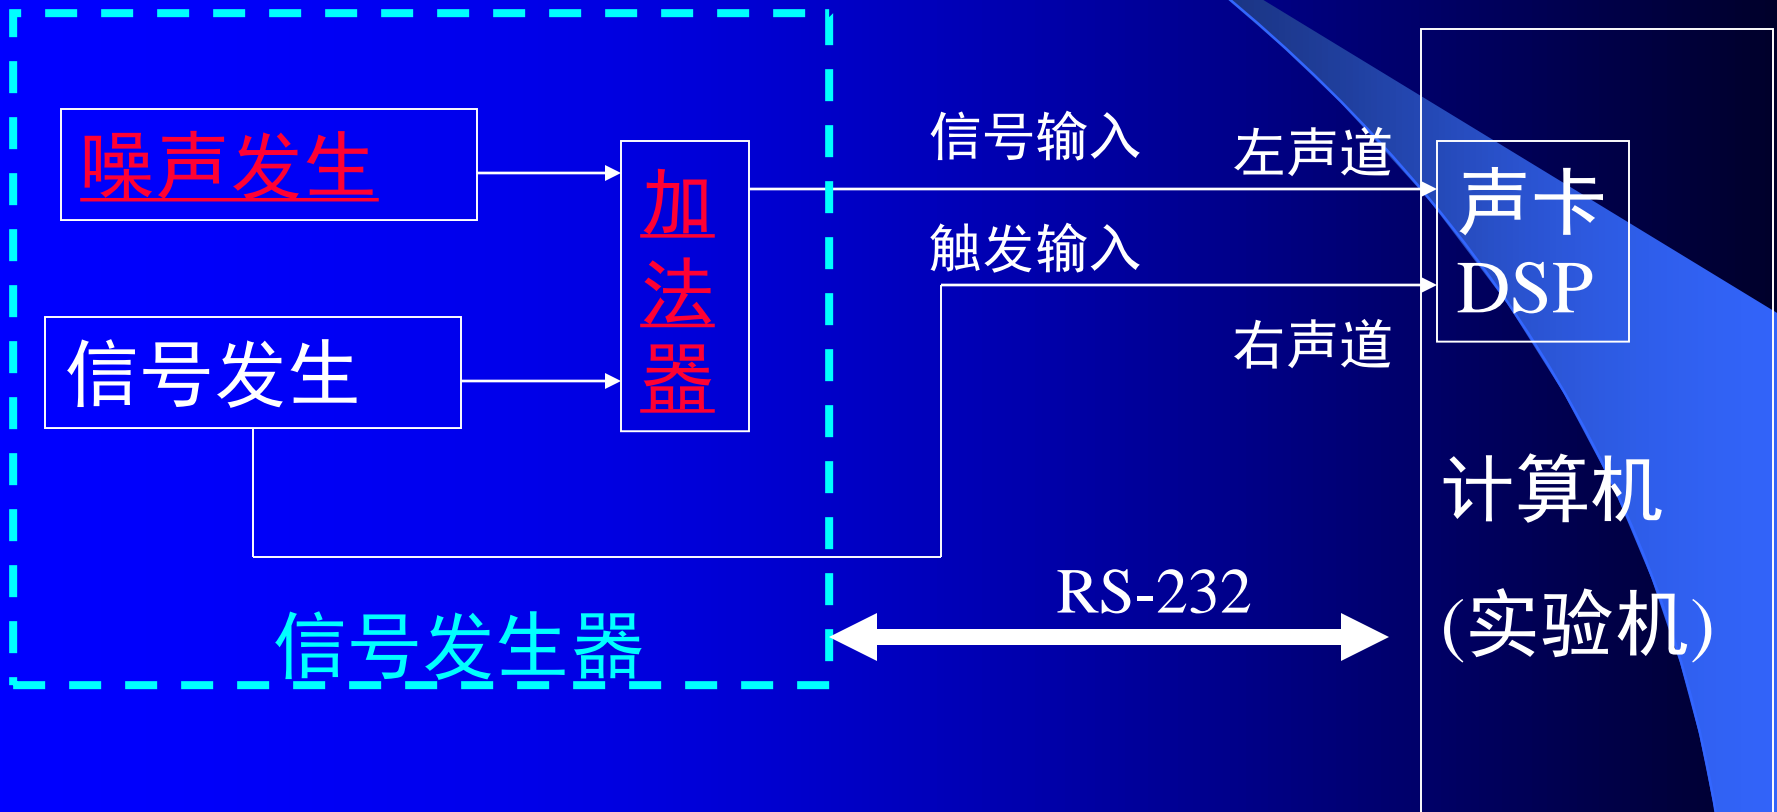 噪声发生
加
法
器
信号发生
信号输入
左声道
触发输入
右声道
声卡
DSP
计算机
(实验机)
RS-232
信号发生器